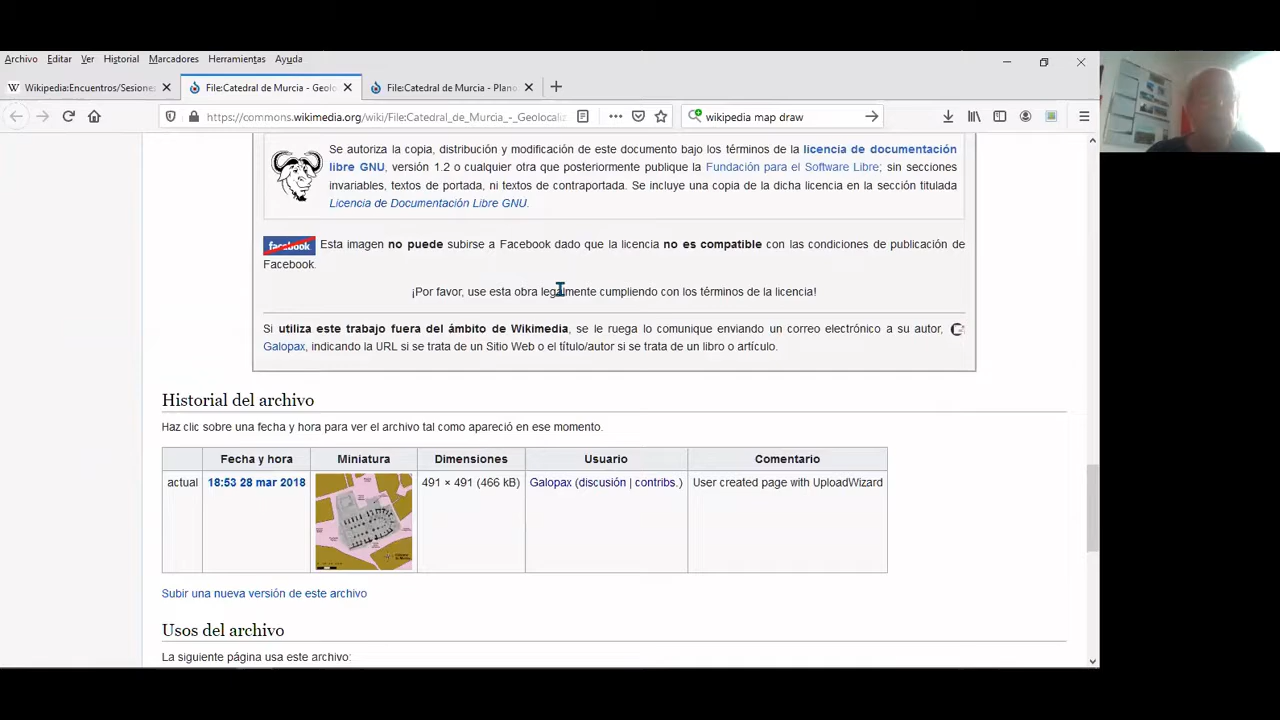 Archivo Editar Ver Historial Marcadores Herramientas Ayuda
Wikipedia:Encuentros/Sesione File:Catedral de Murcia - Geolo File:Catedral de Murcia - Plano
https://commons.wikimedia.org/wiki/File:Catedral_de_Murcia_-_Geolocaliz wikipedia map draw
Se autoriza la copia, distribución y modificación de este documento bajo los términos de la licencia de documentación
libre GNU, versión 1.2 o cualquier otra que posteriormente publique la Fundación para el Software Libre; sin secciones
invariables, textos de portada, ni textos de contraportada. Se incluye una copia de la dicha licencia en la sección titulada
Licencia de Documentación Libre GNU.
facebook Esta imagen no puede subirse a Facebook dado que la licencia no es compatible con las condiciones de publicación de
Facebook.
¡Por favor, use esta obra legalmente cumpliendo con los términos de la licencia!
Si utiliza este trabajo fuera del ámbito de Wikimedia, se le ruega lo comunique enviando un correo electrónico a su autor,
Galopax, indicando la URL si se trata de un Sitio Web o el título/autor si se trata de un libro o artículo.
Historial del archivo
Haz clic sobre una fecha y hora para ver el archivo tal como apareció en ese momento.
Fecha y hora Miniatura Dimensiones Usuario Comentario
actual 18:53 28 mar 2018 491 × 491 (466 kB) Galopax (discusión | contribs.) User created page with UploadWizard
Subir una nueva versión de este archivo
Usos del archivo
La siguiente página usa este archivo: